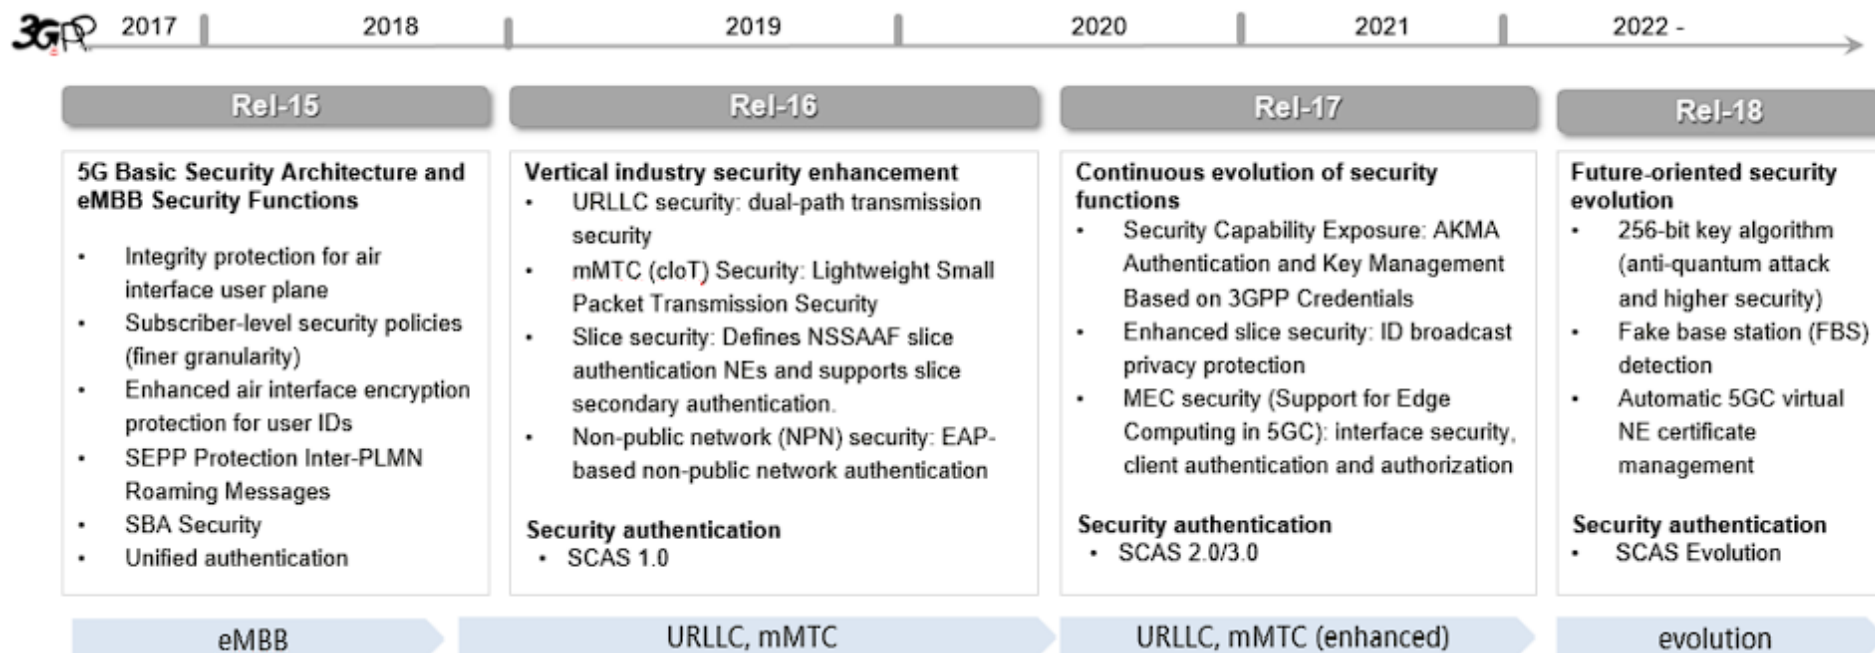 3GPP 2017 2018 2019 2020 2021 2022 -
Rel-15
5G Basic Security Architecture and
eMBB Security Functions
• Integrity protection for air
interface user plane
• Subscriber-level security policies
(finer granularity)
• Enhanced air interface encryption
protection for user IDs
• SEPP Protection Inter-PLMN
Roaming Messages
• SBA Security
• Unified authentication
eMBB
Rel-16
Vertical industry security enhancement
• URLLC security: dual-path transmission
security
• mMTC (cIoT) Security: Lightweight Small
Packet Transmission Security
• Slice security: Defines NSSAAF slice
authentication NEs and supports slice
secondary authentication.
• Non-public network (NPN) security: EAP-
based non-public network authentication
Security authentication
• SCAS 1.0
URLLC, mMTC
Rel-17
Continuous evolution of security
functions
• Security Capability Exposure: AKMA
Authentication and Key Management
Based on 3GPP Credentials
• Enhanced slice security: ID broadcast
privacy protection
• MEC security (Support for Edge
Computing in 5GC): interface security,
client authentication and authorization
Security authentication
• SCAS 2.0/3.0
URLLC, mMTC (enhanced)
Rel-18
Future-oriented security
evolution
• 256-bit key algorithm
(anti-quantum attack
and higher security)
• Fake base station (FBS)
detection
• Automatic 5GC virtual
NE certificate
management
Security authentication
• SCAS Evolution
evolution